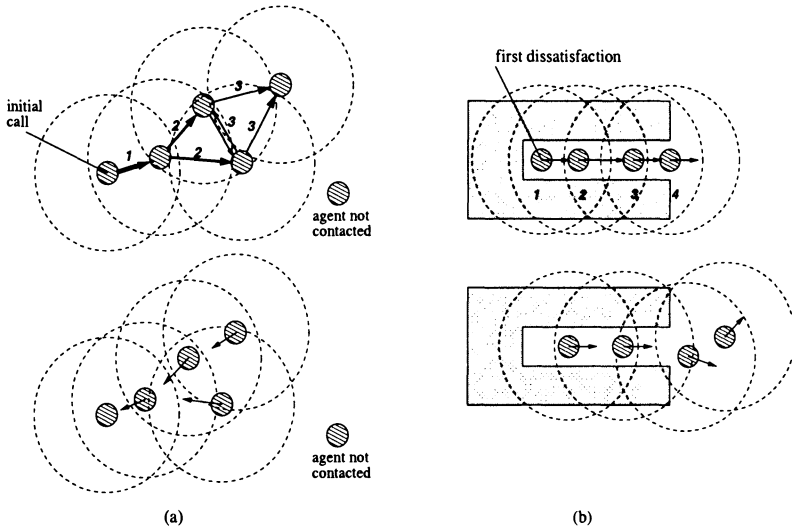 initial
call
1
2
2
3
3
3
agent not
contacted
agent not
contacted
(a)
first dissatisfaction
1
2
3
4
(b)